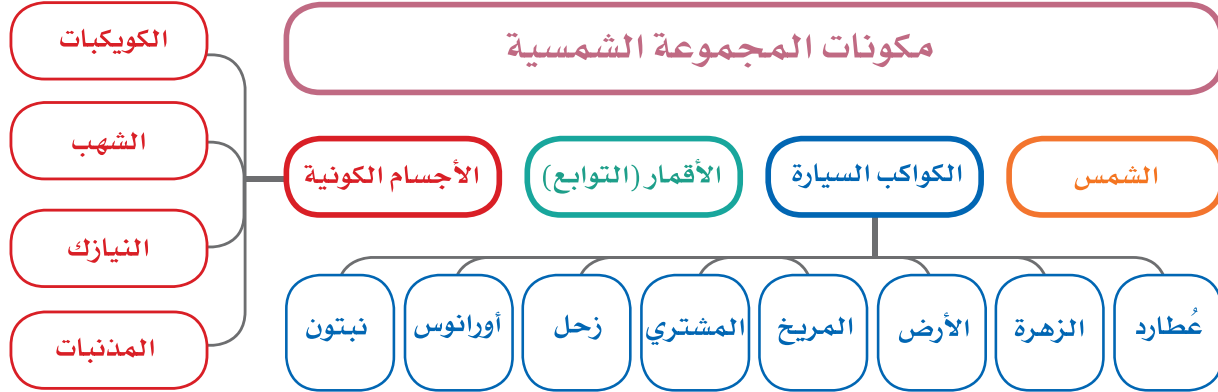 مكونات المجموعة الشمسية
الشمس
الكواكب السيارة
الأقمار (التوابع)
الأجسام الكونية
عُطارد
الزهرة
الأرض
المريخ
المشتري
زحل
أورانوس
نبتون
الكويكبات
الشهب
النيازك
المذنبات